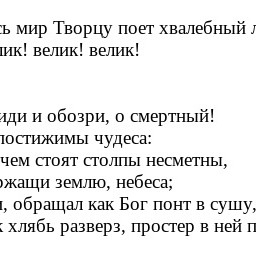 сь мир Творцу поет хвалебный л
лик! велик! велик!
иди и обозри, о смертный!
постижимы чудеса:
чем стоят столпы несметны,
ржащи землю, небеса;
, обращал как Бог понт в сушу,
хлябь разверз, простер в ней п